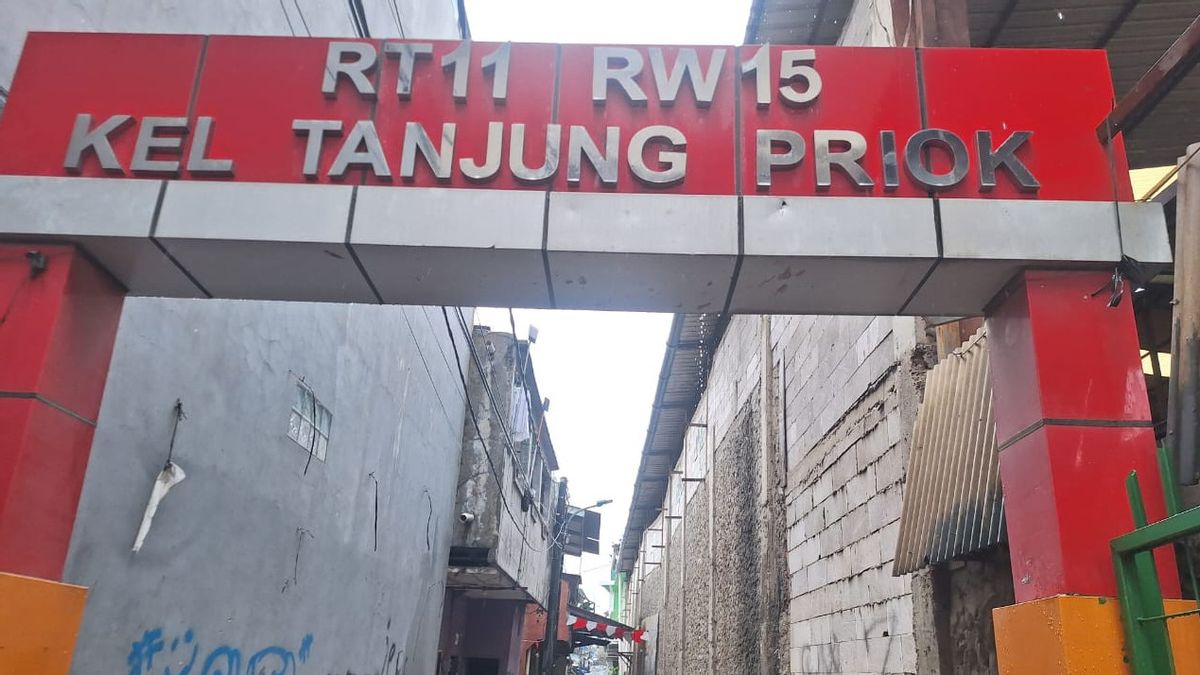 RT11 RW15
KEL TANJUNG PRIOK